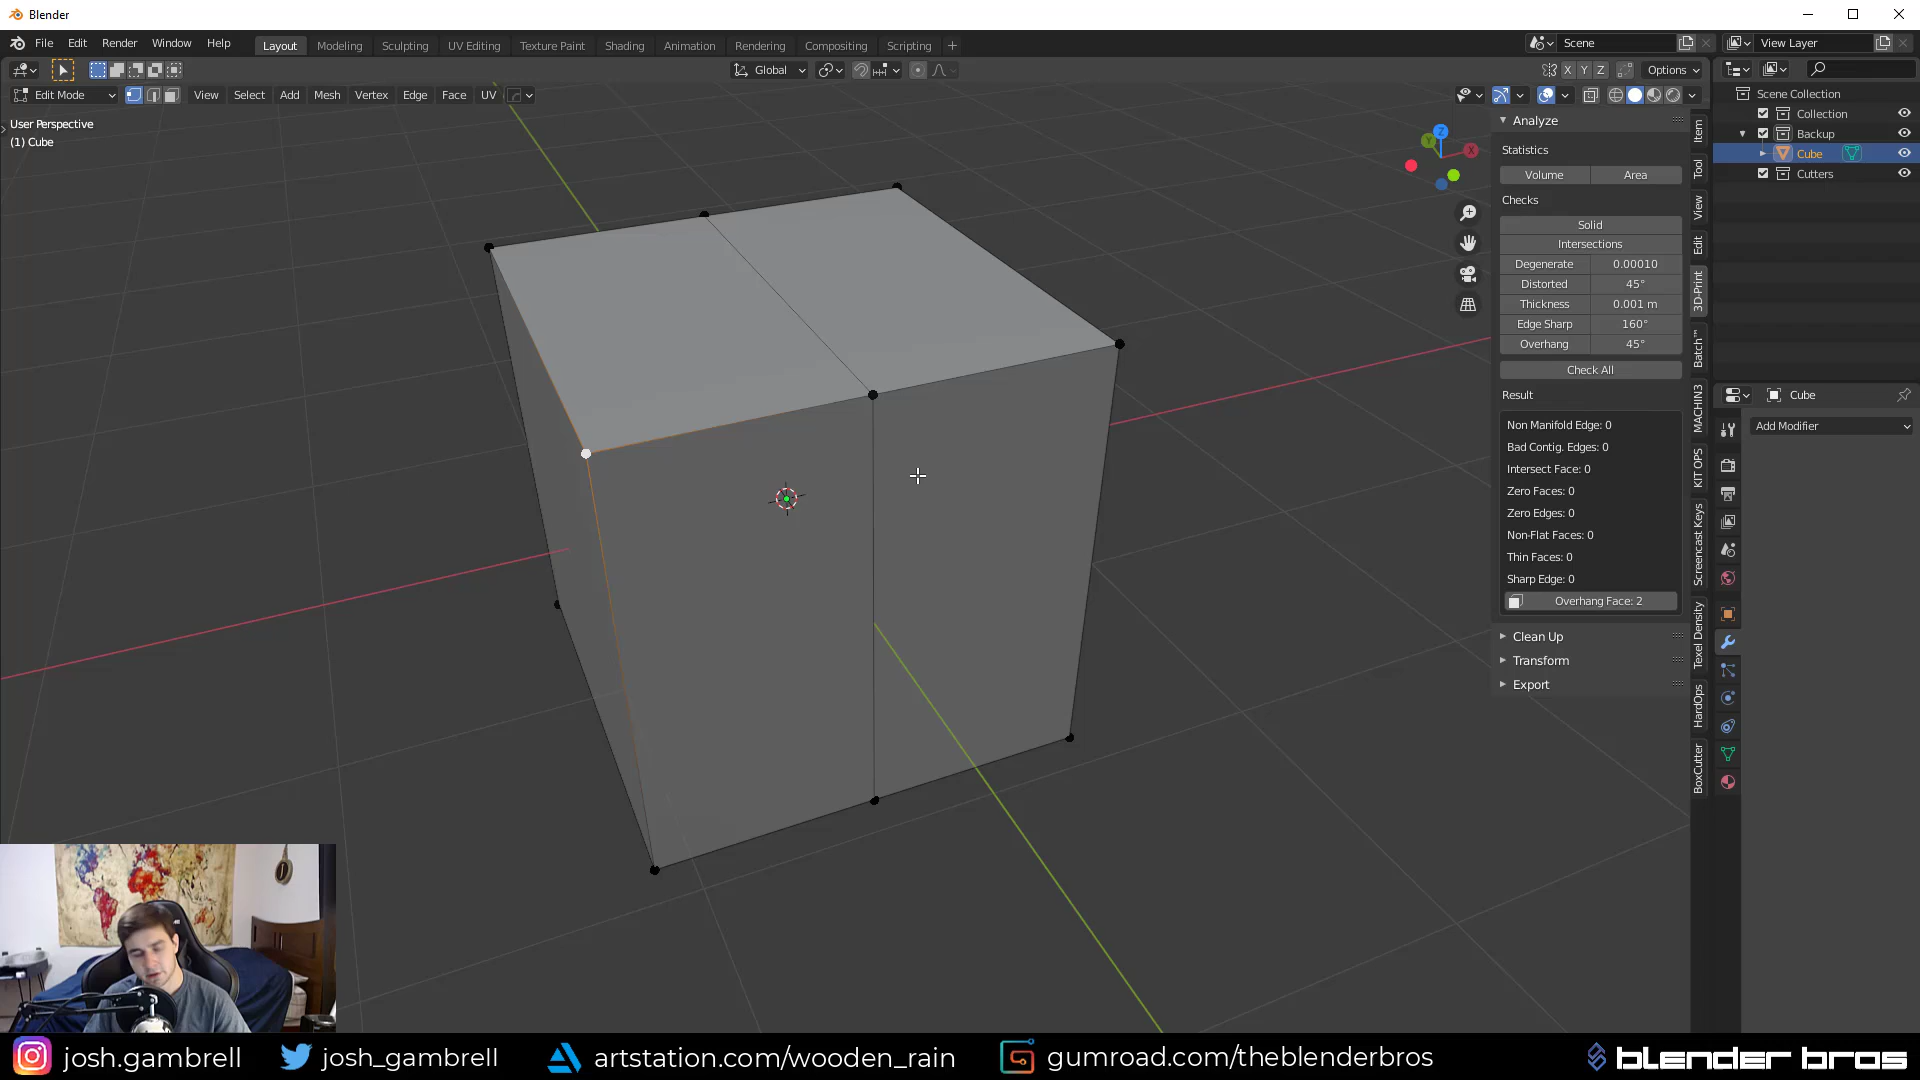 Blender
File Edit Render Window Help
Layout Modeling Sculpting UV Editing Texture Paint Shading Animation Rendering Compositing Scripting +
Scene
View Layer
Global
X Y Z
Options
Edit Mode
View Select Add Mesh Vertex Edge Face UV
User Perspective
(1) Cube
Z
Y
X
Analyze
Statistics
Volume Area
Checks
Solid
Intersections
Degenerate 0.00010
Distorted 45°
Thickness 0.001 m
Edge Sharp 160°
Overhang 45°
Check All
Result
Non Manifold Edge: 0
Bad Contig. Edges: 0
Intersect Face: 0
Zero Faces: 0
Zero Edges: 0
Non-Flat Faces: 0
Thin Faces: 0
Sharp Edge: 0
Overhang Face: 2
Clean Up
Transform
Export
Item
Tool
View
Edit
3D-Print
Batch™
MACHIN3
KIT OPS
Screencast Keys
Texel Density
HardOps
BoxCutter
Scene Collection
Collection
Backup
Cube
Cutters
Cube
Add Modifier
josh.gambrell josh_gambrell artstation.com/wooden_rain gumroad.com/theblenderbros blender bros